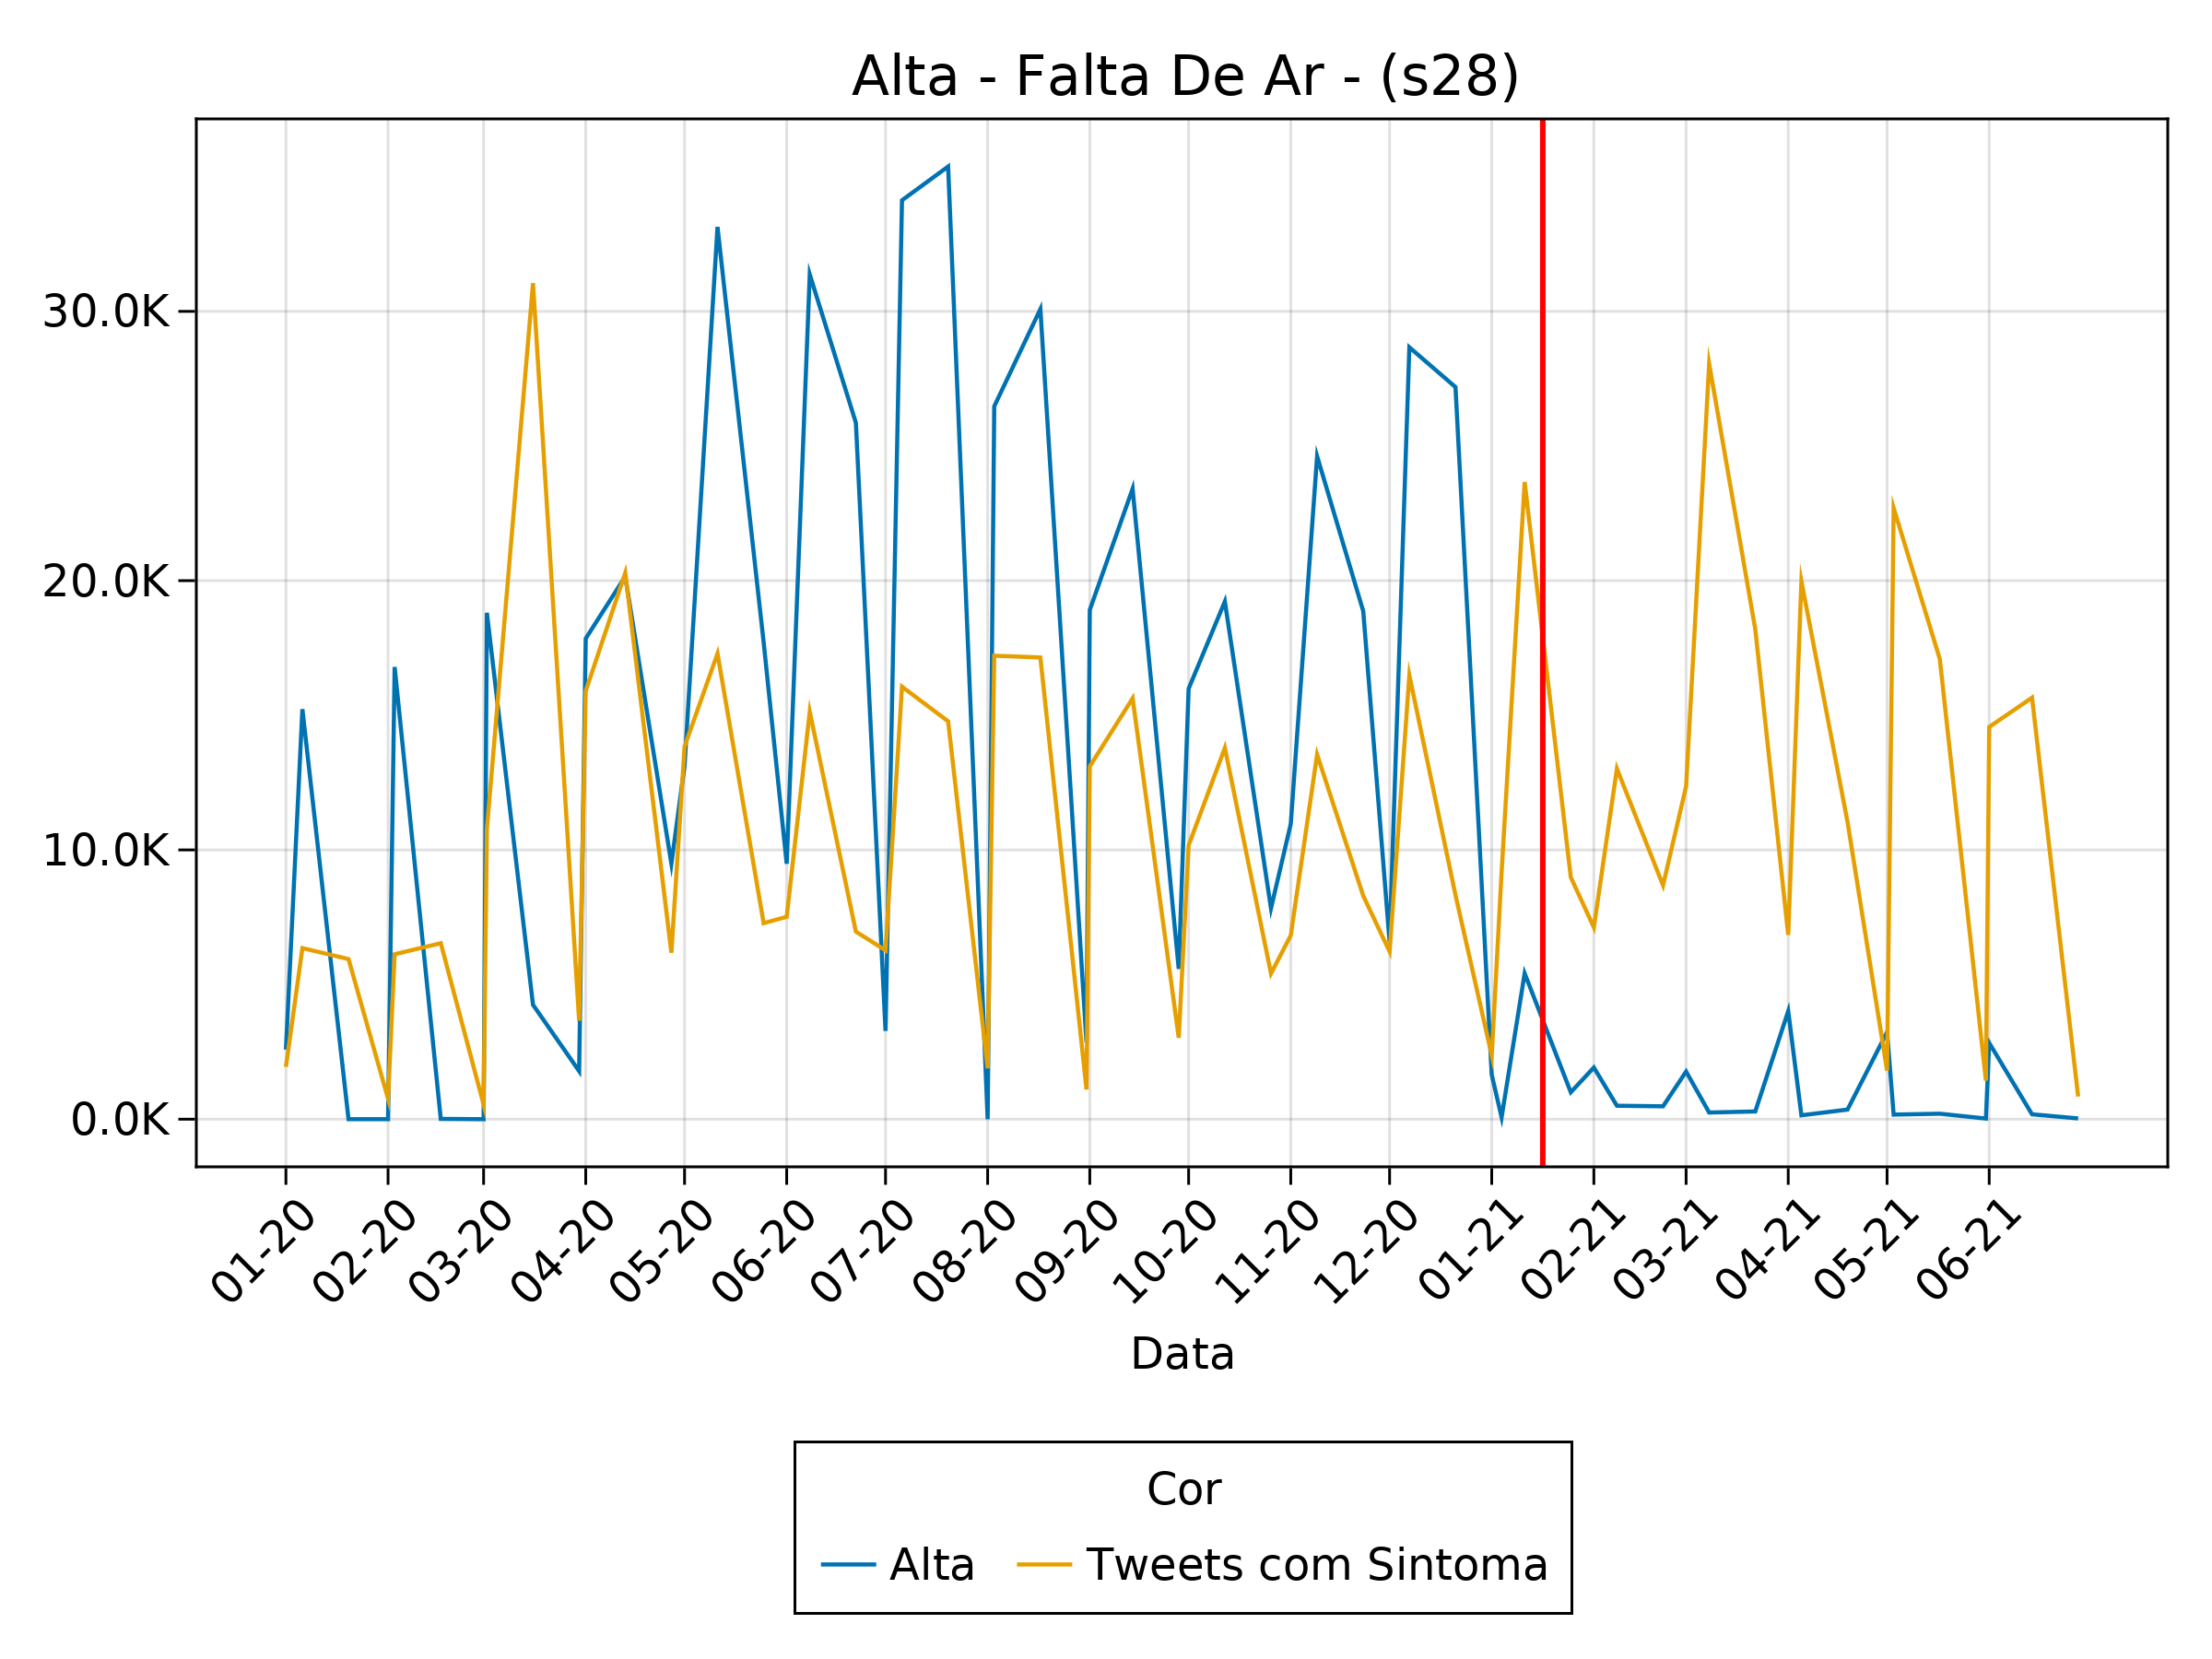 Alta - Falta De Ar - (s28)
30.0K
20.0K
10.0K
0.0K
01-20
02-20
03-20
04-20
05-20
06-20
07-20
08-20
09-20
10-20
11-20
12-20
01-21
02-21
03-21
04-21
05-21
06-21
Data
Cor
Alta
Tweets com Sintoma